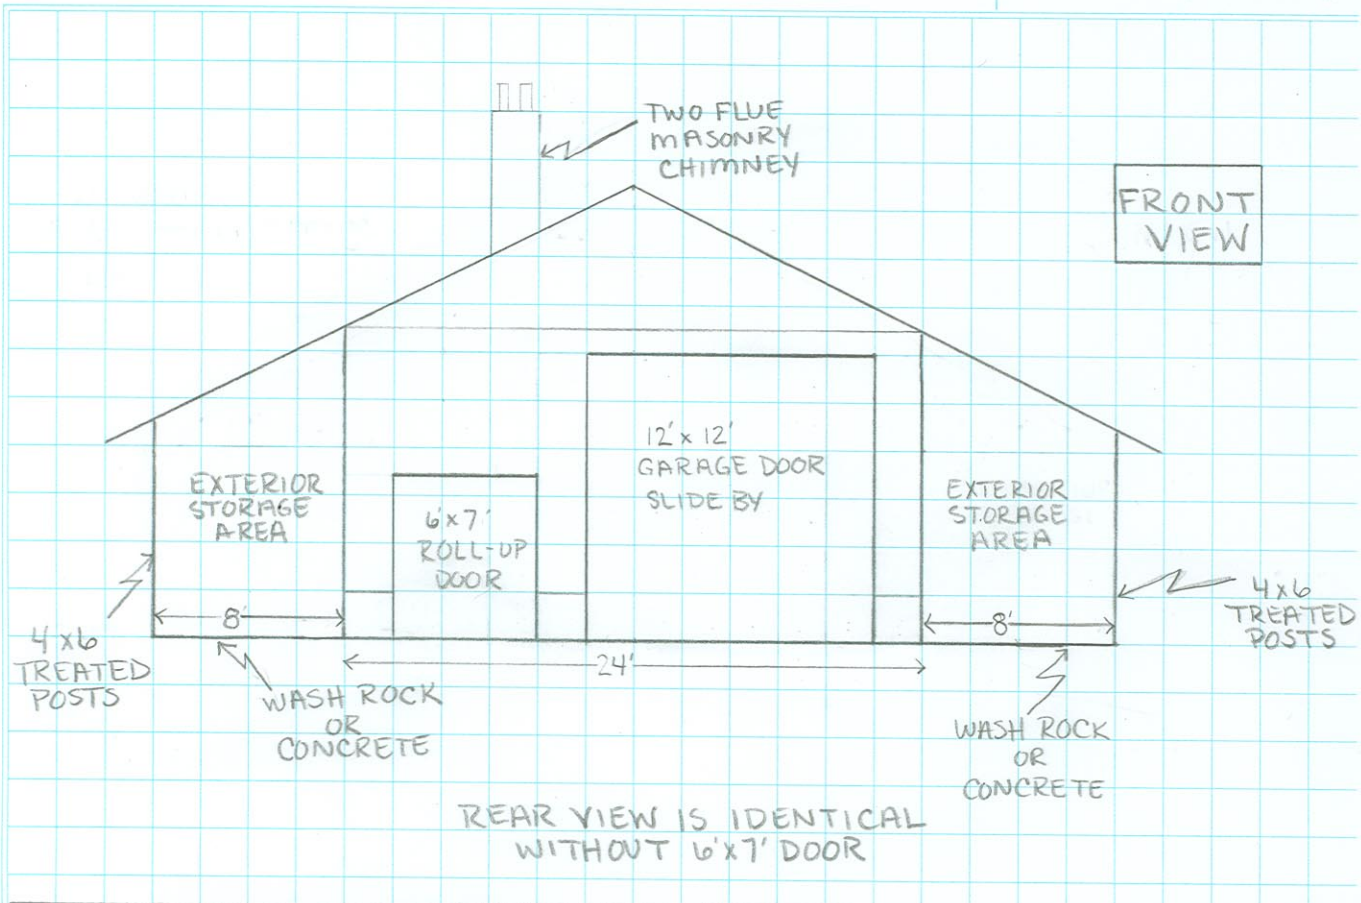 TWO FLUE
MASONRY
CHIMNEY
FRONT
VIEW
12' x 12'
GARAGE DOOR
SLIDE BY
EXTERIOR
STORAGE
AREA
6'x7'
ROLL-UP
DOOR
EXTERIOR
STORAGE
AREA
8'
8'
4x6
TREATED
POSTS
4x6
TREATED
POSTS
24'
WASH ROCK
OR
CONCRETE
WASH ROCK
OR
CONCRETE
REAR VIEW IS IDENTICAL
WITHOUT 6'x7' DOOR